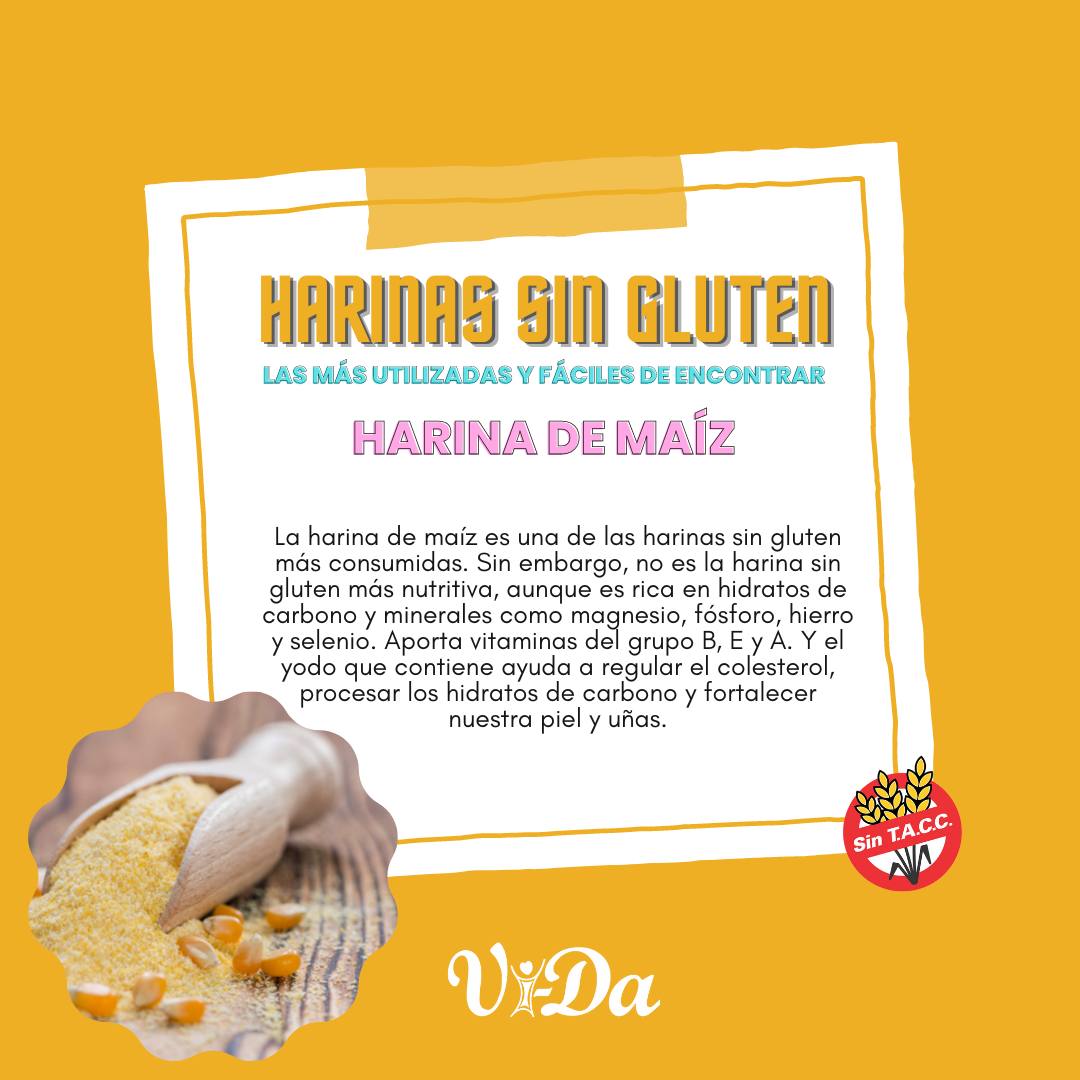 HARINAS SIN GLUTEN
LAS MÁS UTILIZADAS Y FÁCILES DE ENCONTRAR
HARINA DE MAÍZ
La harina de maíz es una de las harinas sin gluten
más consumidas. Sin embargo, no es la harina sin
gluten más nutritiva, aunque es rica en hidratos de
carbono y minerales como magnesio, fósforo, hierro
y selenio. Aporta vitaminas del grupo B, E y A. Y el
yodo que contiene ayuda a regular el colesterol,
procesar los hidratos de carbono y fortalecer
nuestra piel y uñas.
Sin T.A.C.C.
Vi-Da